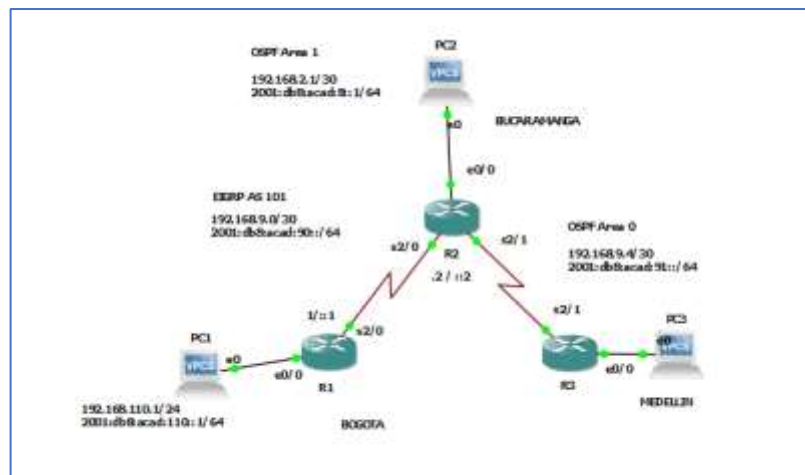 PC2
OSPF Area 1
192.168.2.1/30
2001:db8:acad:8::1/64
vPCS
e0
BUCARAMANGA
e0/0
EIGRP AS 101
192.168.9.0/30
2001:db8:acad:90::/64
OSPF Area 0
192.168.9.4/30
2001:db8:acad:91::/64
s2/0
R2
s2/1
.2 / ::2
1/::1
s2/0
s2/1
PC1
PC3
vPCS
e0
e0/0
R1
R3
e0/0
e0
vPCS
192.168.110.1/24
2001:db8:acad:110::1/64
BOGOTA
MEDELLIN